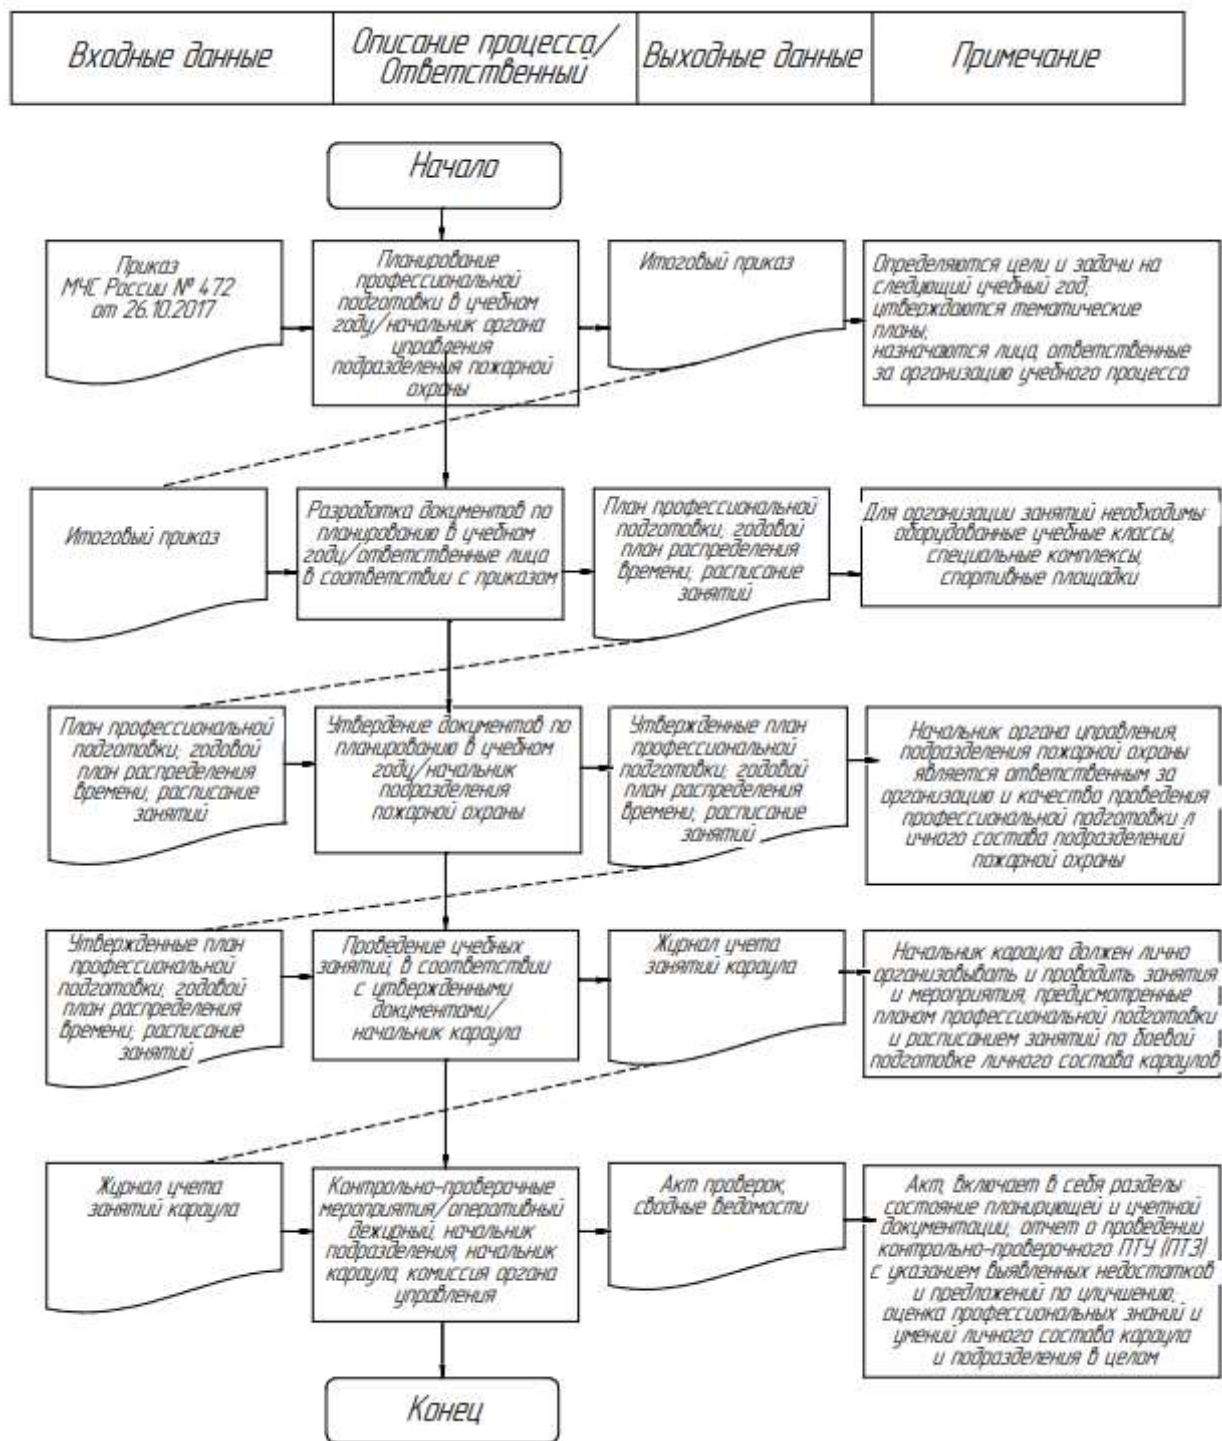 Входные данные
Описание процесса/
Ответственный
Выходные данные
Примечание
Начало
Приказ
МЧС России № 472
от 26.10.2017
Планирование
профессиональной
подготовки в учебном
году/начальник органа
управления
подразделения пожарной
охраны
Итоговый приказ
Определяются цели и задачи на
следующий учебный год,
утверждаются тематические
планы,
назначаются лица, ответственные
за организацию учебного процесса
Итоговый приказ
Разработка документов по
планированию в учебном
году/ответственные лица
в соответствии с приказом
План профессиональной
подготовки; годовой
план распределения
времени; расписание
занятий
Для организации занятий необходимы
оборудованные учебные классы,
специальные комплексы,
спортивные площадки
План профессиональной
подготовки; годовой
план распределения
времени; расписание
занятий
Утвердение документов по
планированию в учебном
году/начальник
подразделения
пожарной охраны
Утвержденные план
профессиональной
подготовки; годовой
план распределения
времени; расписание
занятий
Начальник органа управления,
подразделения пожарной охраны
является ответственным за
организацию и качество проведения
профессиональной подготовки л
ичного состава подразделений
пожарной охраны
Утвержденные план
профессиональной
подготовки; годовой
план распределения
времени; расписание
занятий
Проведение учебных
занятий, в соответствии
с утвержденными
документами/
начальник караула
Журнал учета
занятий караула
Начальник караула должен лично
организовывать и проводить занятия
и мероприятия, предусмотренные
планом профессиональной подготовки
и расписанием занятий по боевой
подготовке личного состава караулов
Журнал учета
занятий караула
Контрольно-проверочные
мероприятия/оперативный
дежирный, начальник
подразделения, начальник
караула, комиссия органа
управления
Акт проверок,
сводные ведомости
Акт, включает в себя разделы:
состояние планирующей и учетной
документации; отчет о проведении
контрольно-проверочного ПТУ (ПТЗ)
с указанием выявленных недостатков
и предложений по улучшению;
оценка профессиональных знаний и
умений личного состава караула
и подразделения в целом
Конец